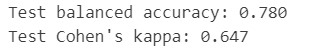 Test balanced accuracy: 0.780
Test Cohen's kappa: 0.647